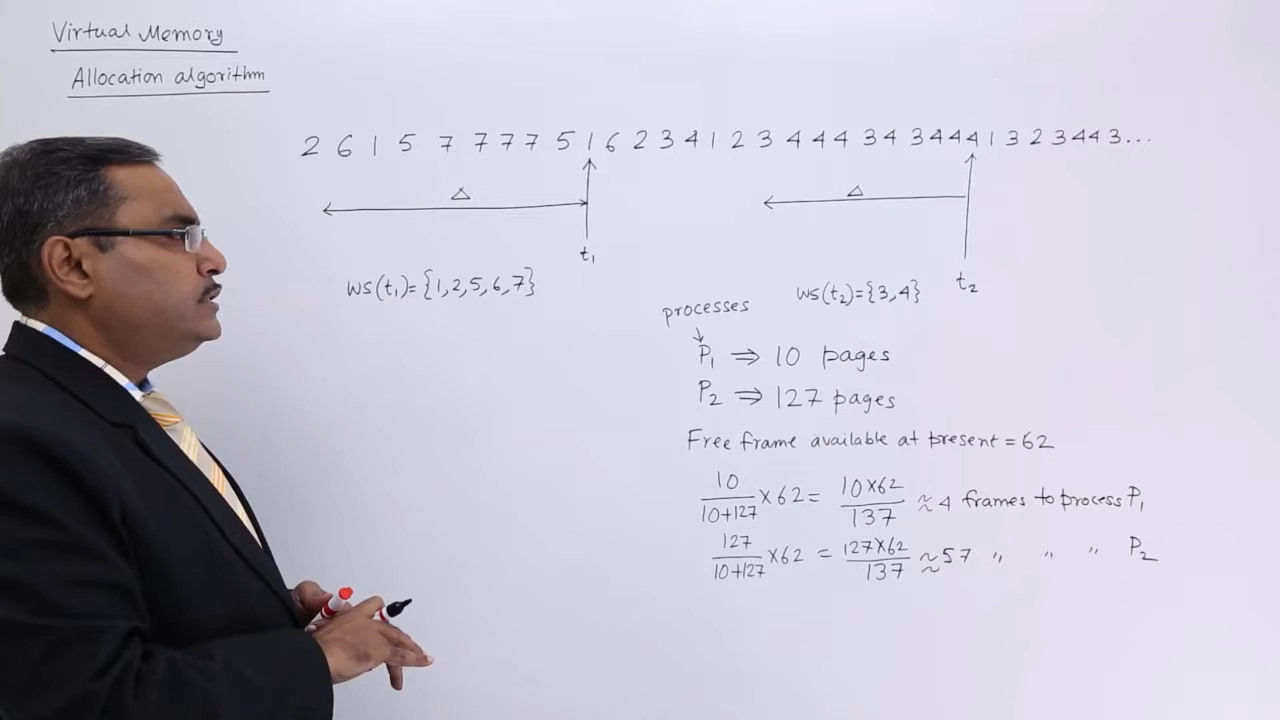 Virtual Memory
Allocation algorithm
2 6 1 5 7 7 7 7 5 1 6 2 3 4 1 2 3 4 4 4 3 4 3 4 4 4 1 3 2 3 4 4 3 ...
Δ Δ
t₁
t₂
WS(t₁)={1,2,5,6,7}
WS(t₂)={3,4}
processes
↓
P₁ ⇒ 10 pages
P₂ ⇒ 127 pages
Free frame available at present = 62
10/10+127 × 62 = 10×62/137 ≈ 4 frames to process P₁
127/10+127 × 62 = 127×62/137 ≈ 57 〃 〃 〃 P₂